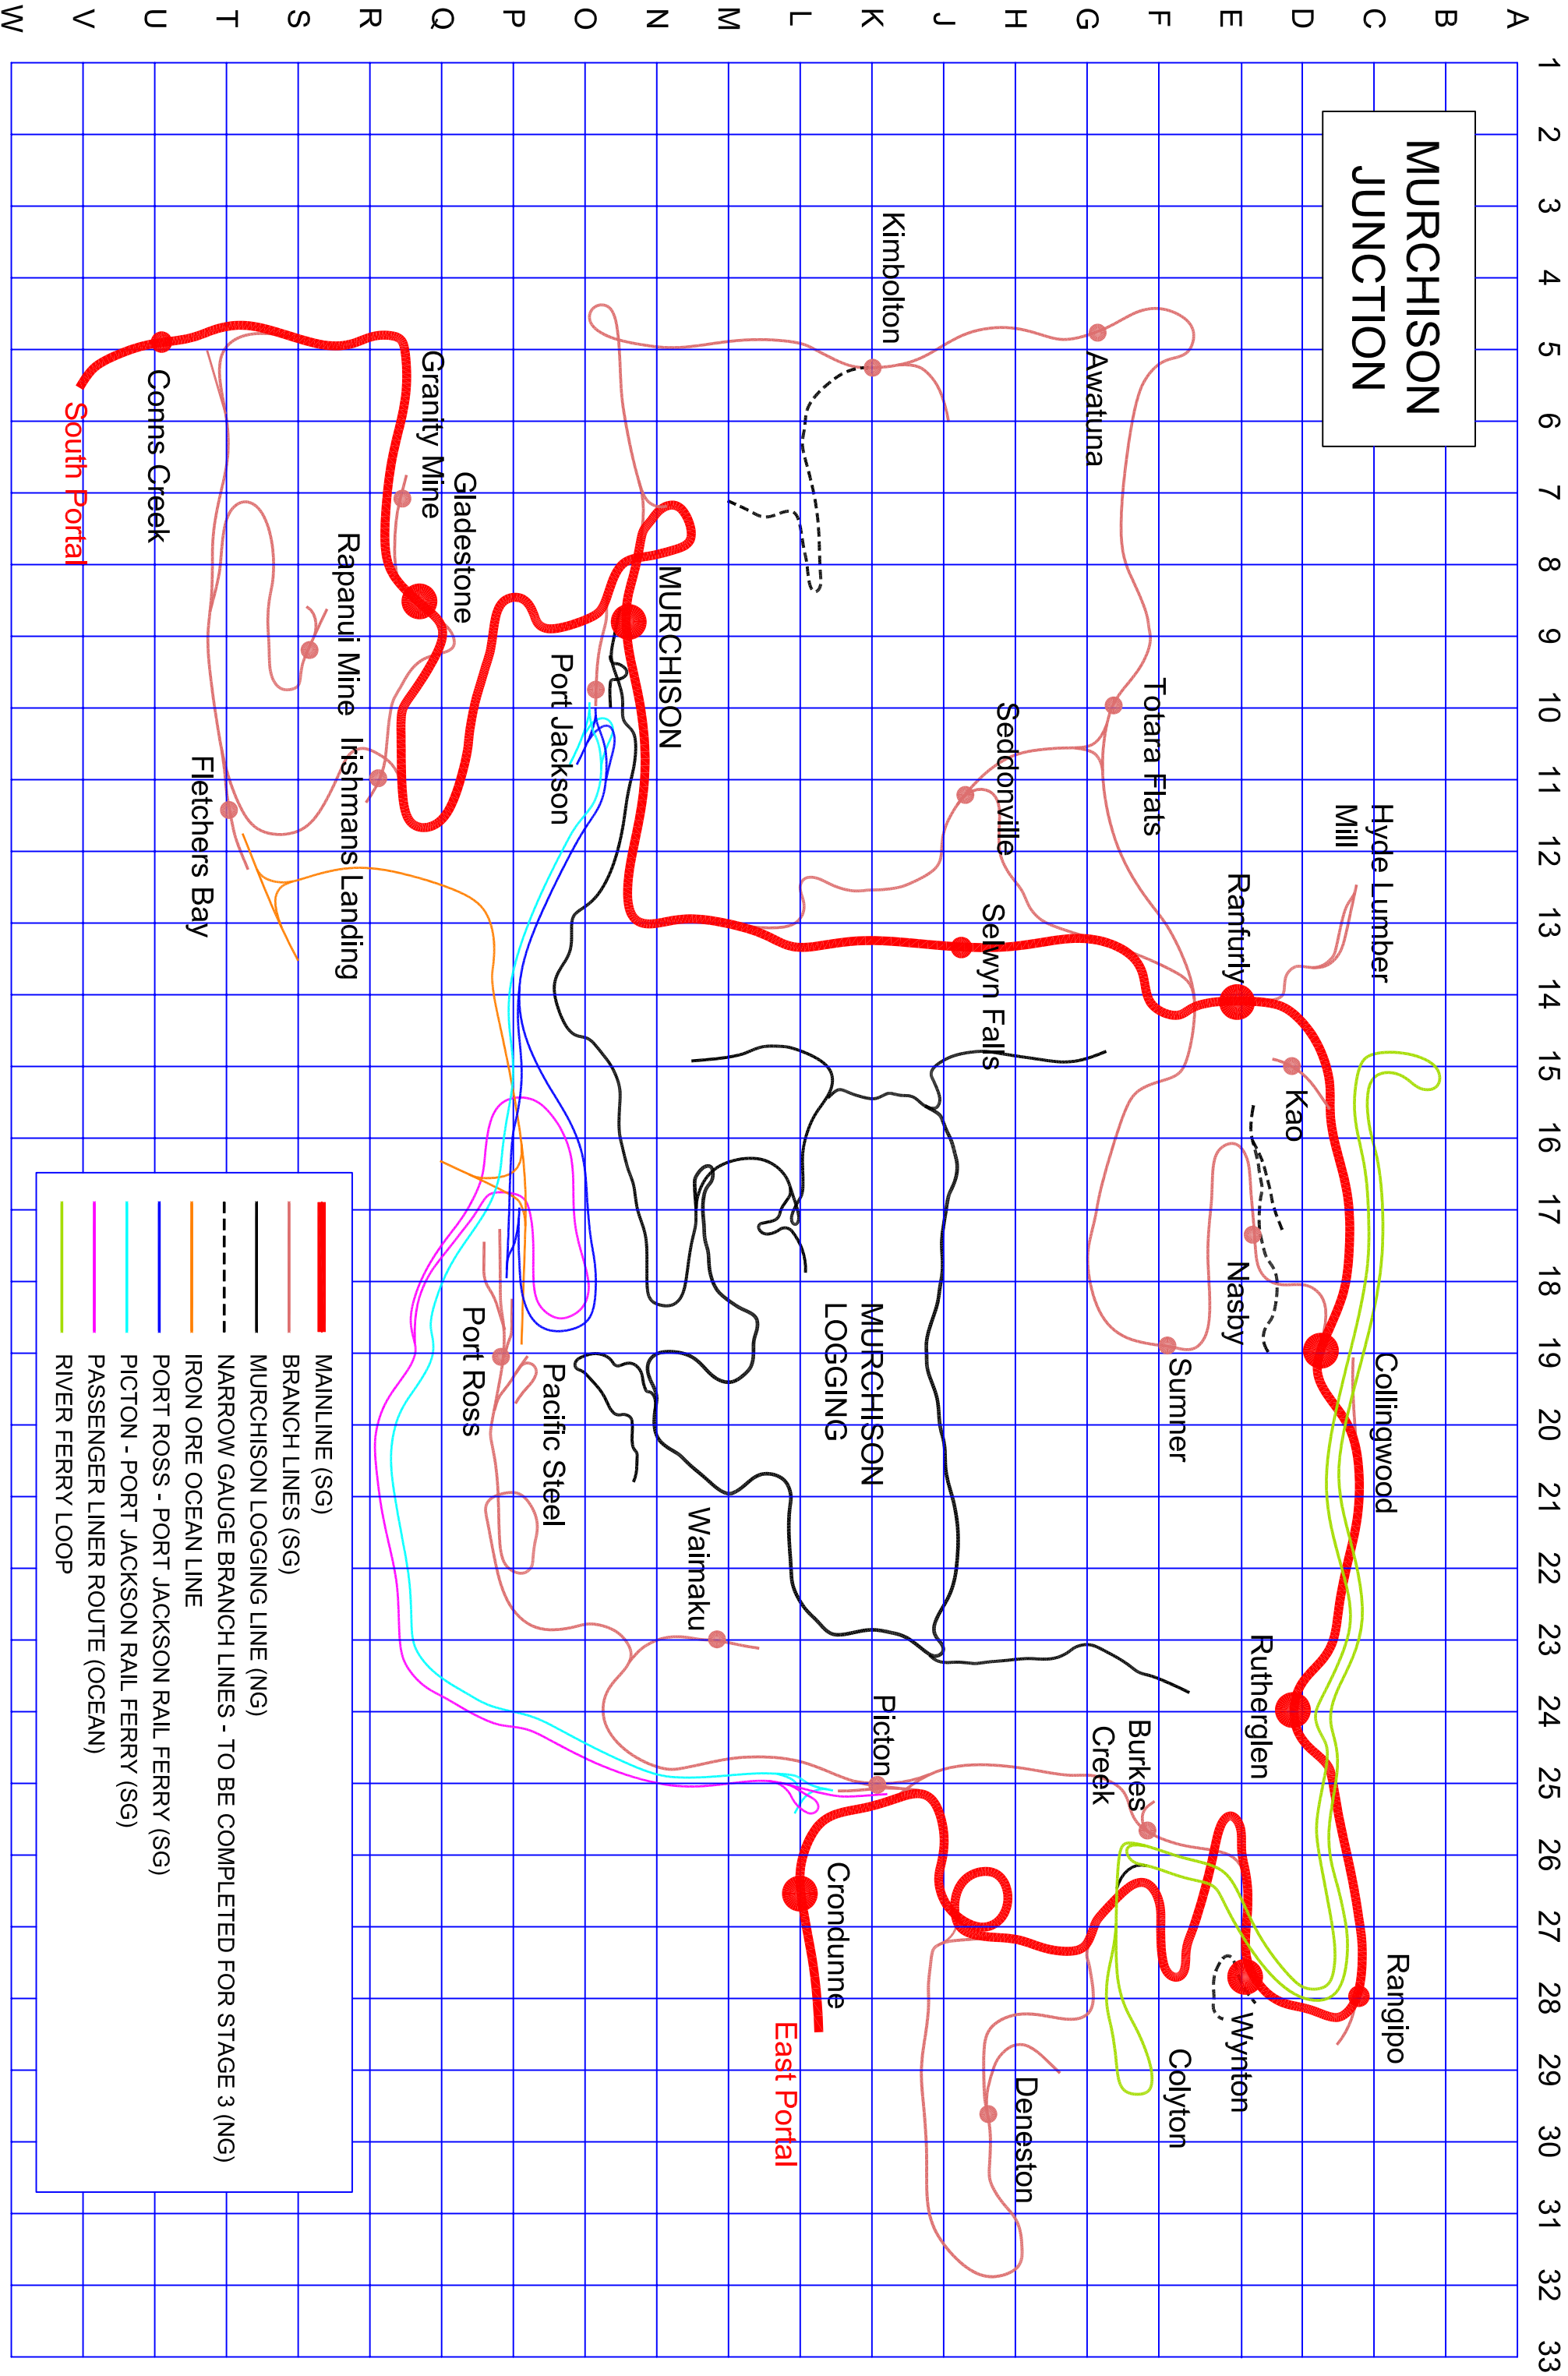 1 2 3 4 5 6 7 8 9 10 11 12 13 14 15 16 17 18 19 20 21 22 23 24 25 26 27 28 29 30 31 32 33
A
B
C
D
E
F
G
H
J
K
L
M
N
O
P
Q
R
S
T
U
V
W
MURCHISON
JUNCTION
Hyde Lumber
Mill
Collingwood
Rangipo
Kao
Ranfurly
Nasby
Rutherglen
Wynton
Totara Flats
Sumner
Burkes
Creek
Colyton
Awatuna
Seddonville
Selwyn Falls
Deneston
Kimbolton
MURCHISON
LOGGING
Picton
Crondunne
East Portal
MURCHISON
Waimaku
Port Jackson
Pacific Steel
Gladestone
Port Ross
Granity Mine
Rapanui Mine
Irishmans Landing
Fletchers Bay
Conns Creek
South Portal
MAINLINE (SG)
BRANCH LINES (SG)
MURCHISON LOGGING LINE (NG)
NARROW GAUGE BRANCH LINES - TO BE COMPLETED FOR STAGE 3 (NG)
IRON ORE OCEAN LINE
PORT ROSS - PORT JACKSON RAIL FERRY (SG)
PICTON - PORT JACKSON RAIL FERRY (SG)
PASSENGER LINER ROUTE (OCEAN)
RIVER FERRY LOOP